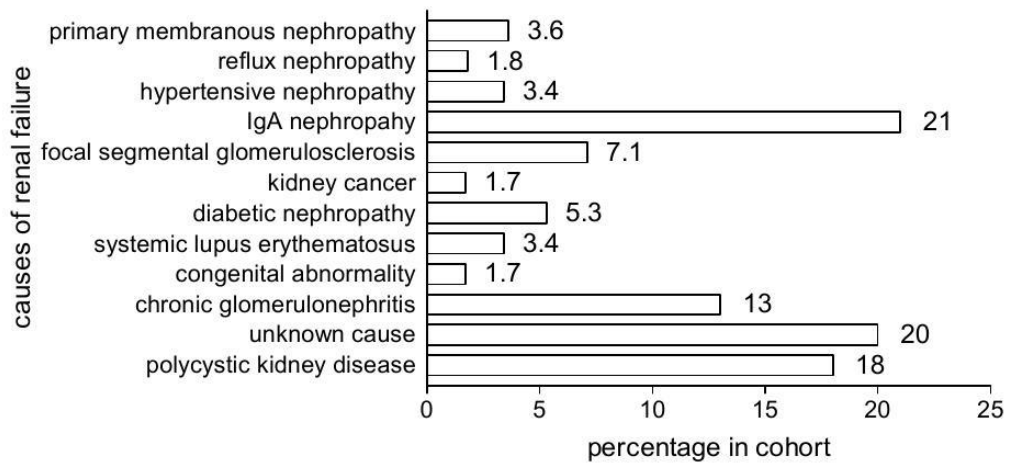 causes of renal failure
primary membranous nephropathy 3.6
reflux nephropathy 1.8
hypertensive nephropathy 3.4
IgA nephropahy 21
focal segmental glomerulosclerosis 7.1
kidney cancer 1.7
diabetic nephropathy 5.3
systemic lupus erythematosus 3.4
congenital abnormality 1.7
chronic glomerulonephritis 13
unknown cause 20
polycystic kidney disease 18
0 5 10 15 20 25
percentage in cohort